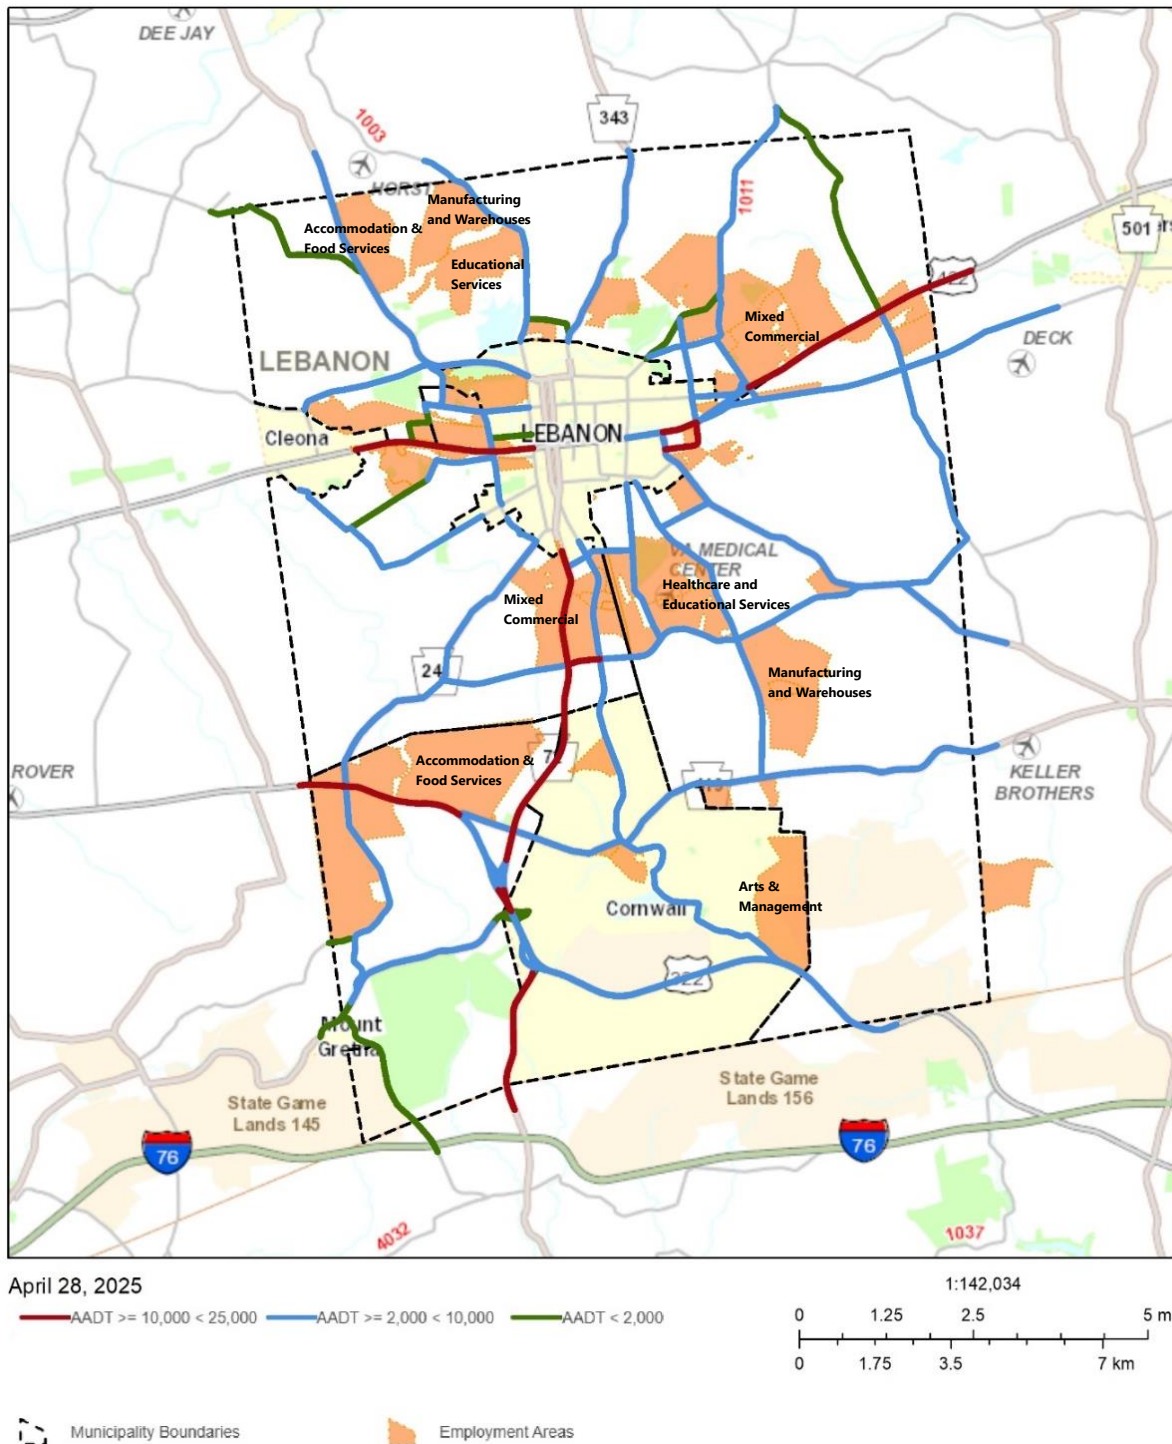 DEE JAY
1003
343
HORST
Manufacturing
and Warehouses
1011
Accommodation &
Food Services
501
Educational
Services
422
Mixed
Commercial
DECK
LEBANON
Cleona
LEBANON
VA MEDICAL
CENTER
Healthcare and
Educational Services
Mixed
Commercial
24
Manufacturing
and Warehouses
Accommodation &
Food Services
ROVER
KELLER
BROTHERS
Arts &
Management
Cornwall
322
Mount
Gretna
State Game
Lands 156
State Game
Lands 145
76
76
4032
1037
April 28, 2025
1:142,034
AADT >= 10,000 < 25,000
AADT >= 2,000 < 10,000
AADT < 2,000
0 1.25 2.5 5 m
0 1.75 3.5 7 km
Municipality Boundaries
Employment Areas